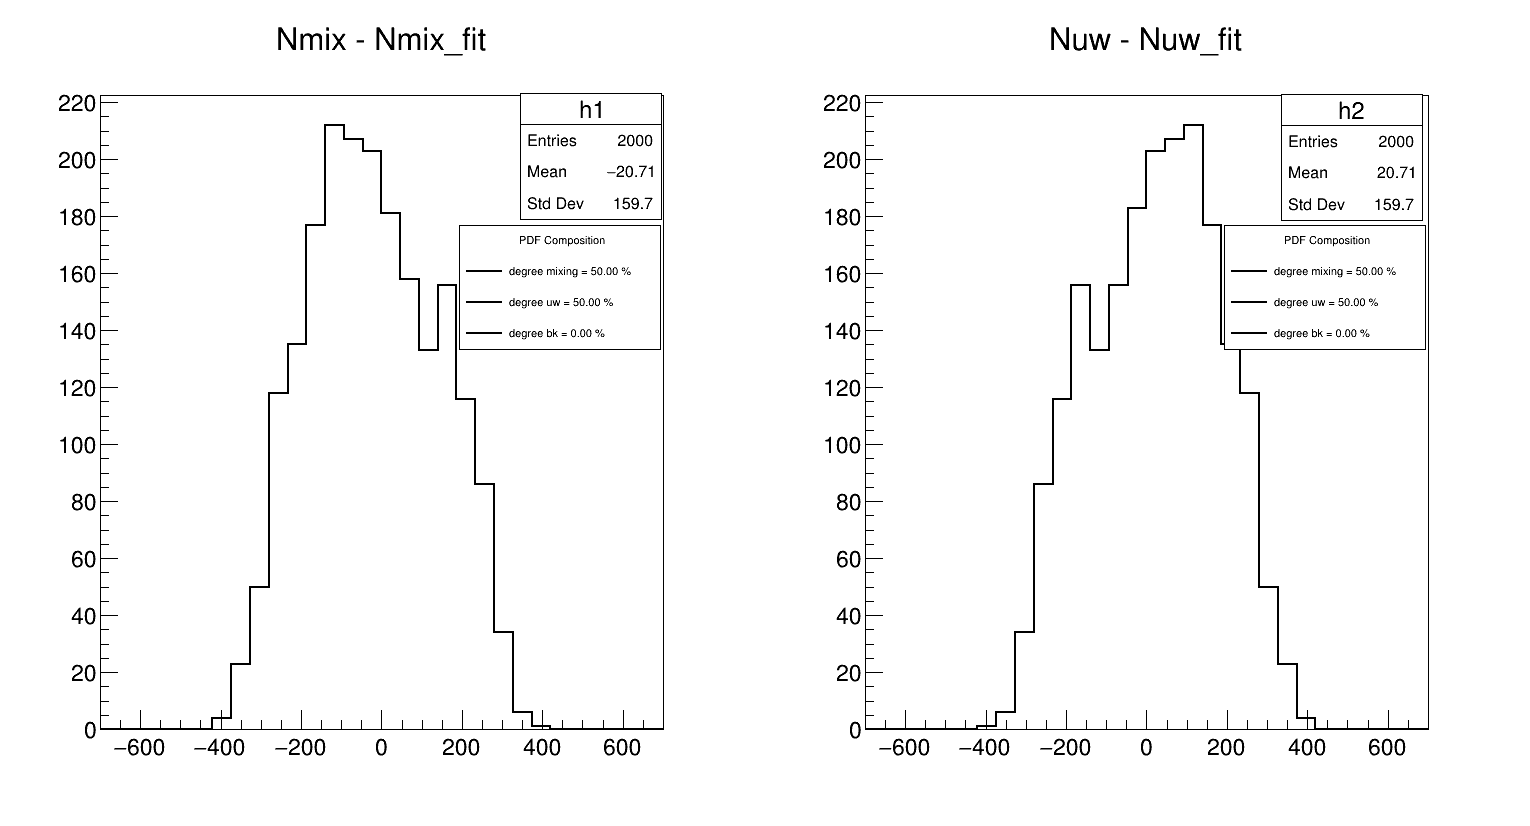 Nmix - Nmix_fit
h1
Entries 2000
Mean −20.71
Std Dev 159.7
PDF Composition
degree mixing = 50.00 %
degree uw = 50.00 %
degree bk = 0.00 %
220
200
180
160
140
120
100
80
60
40
20
0
−600 −400 −200 0 200 400 600
Nuw - Nuw_fit
h2
Entries 2000
Mean 20.71
Std Dev 159.7
PDF Composition
degree mixing = 50.00 %
degree uw = 50.00 %
degree bk = 0.00 %
220
200
180
160
140
120
100
80
60
40
20
0
−600 −400 −200 0 200 400 600